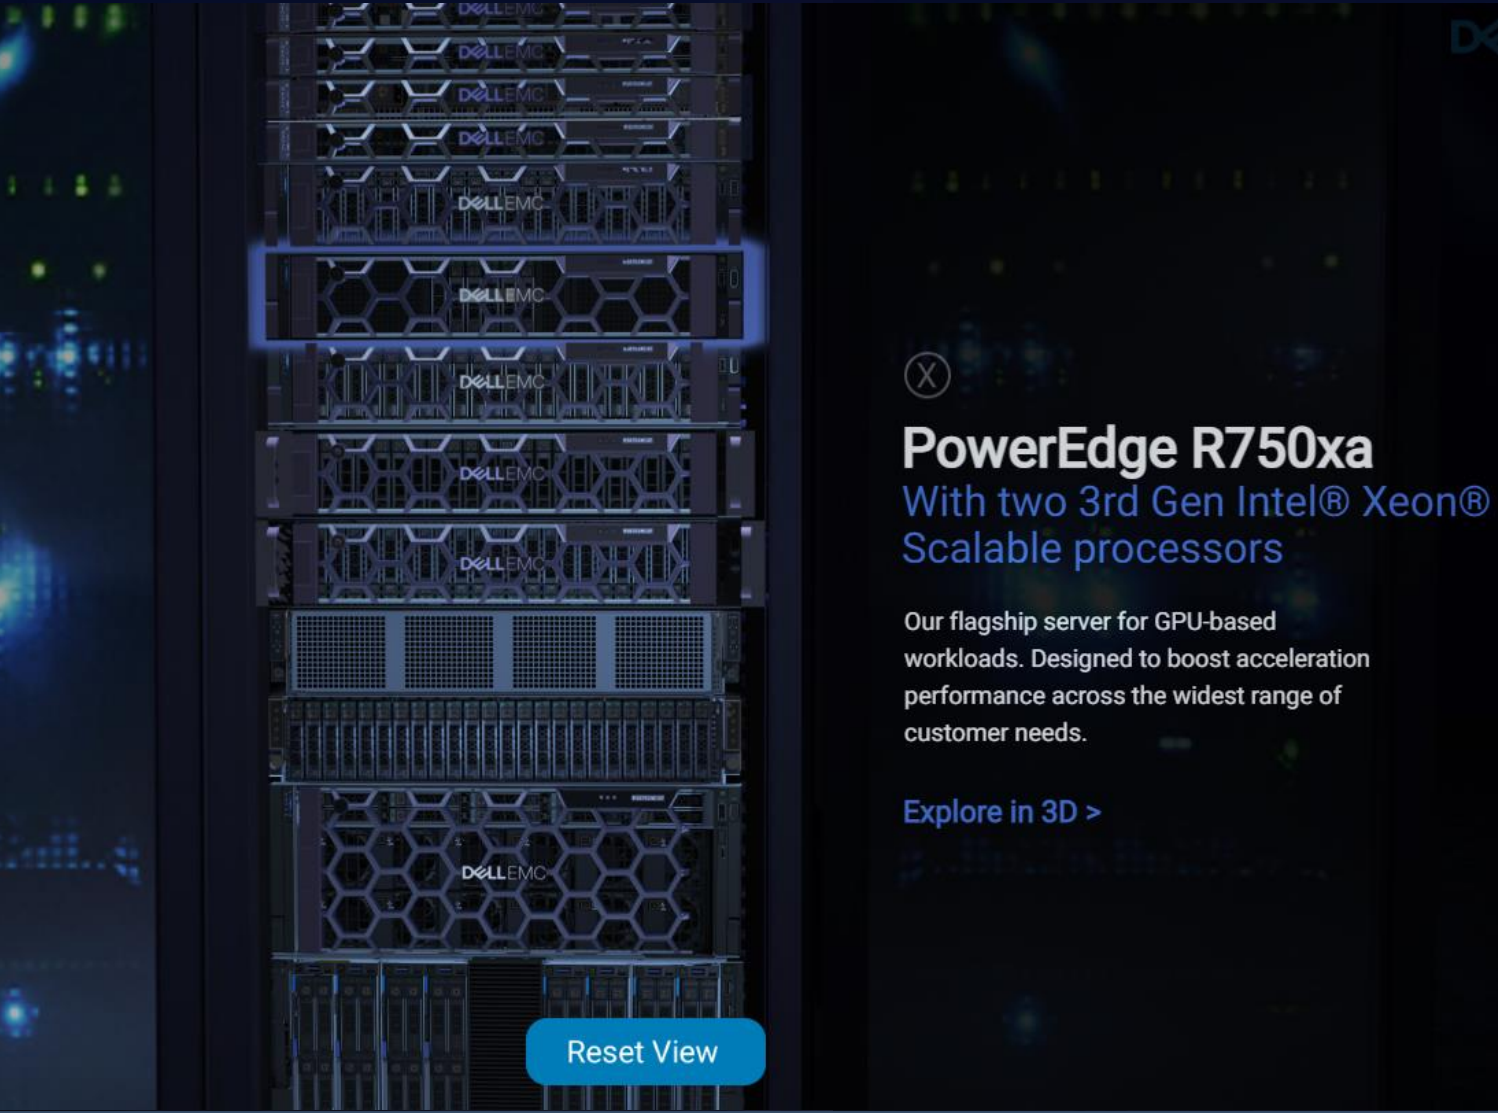 DELLEMC
DELLEMC
DELLEMC
DELLEMC
DELLEMC
DELLEMC
DELLEMC
DELLEMC
DELLEMC
DELLEMC
X
PowerEdge R750xa
With two 3rd Gen Intel® Xeon®
Scalable processors
Our flagship server for GPU-based
workloads. Designed to boost acceleration
performance across the widest range of
customer needs.
Explore in 3D >
Reset View